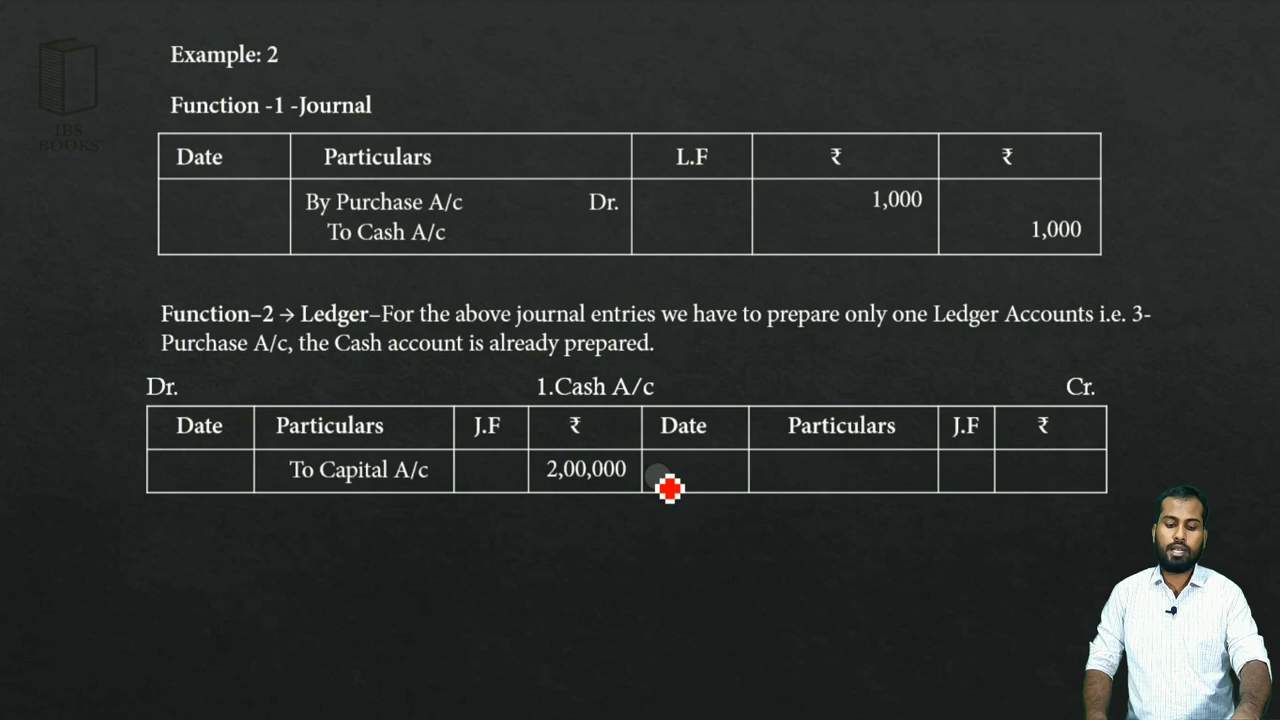 IBS
BOOKS
Example: 2
Function -1 -Journal
Date Particulars L.F ₹ ₹
By Purchase A/c Dr. 1,000
To Cash A/c 1,000
Function–2 → Ledger–For the above journal entries we have to prepare only one Ledger Accounts i.e. 3-
Purchase A/c, the Cash account is already prepared.
Dr. 1.Cash A/c Cr.
Date Particulars J.F ₹ Date Particulars J.F ₹
To Capital A/c 2,00,000